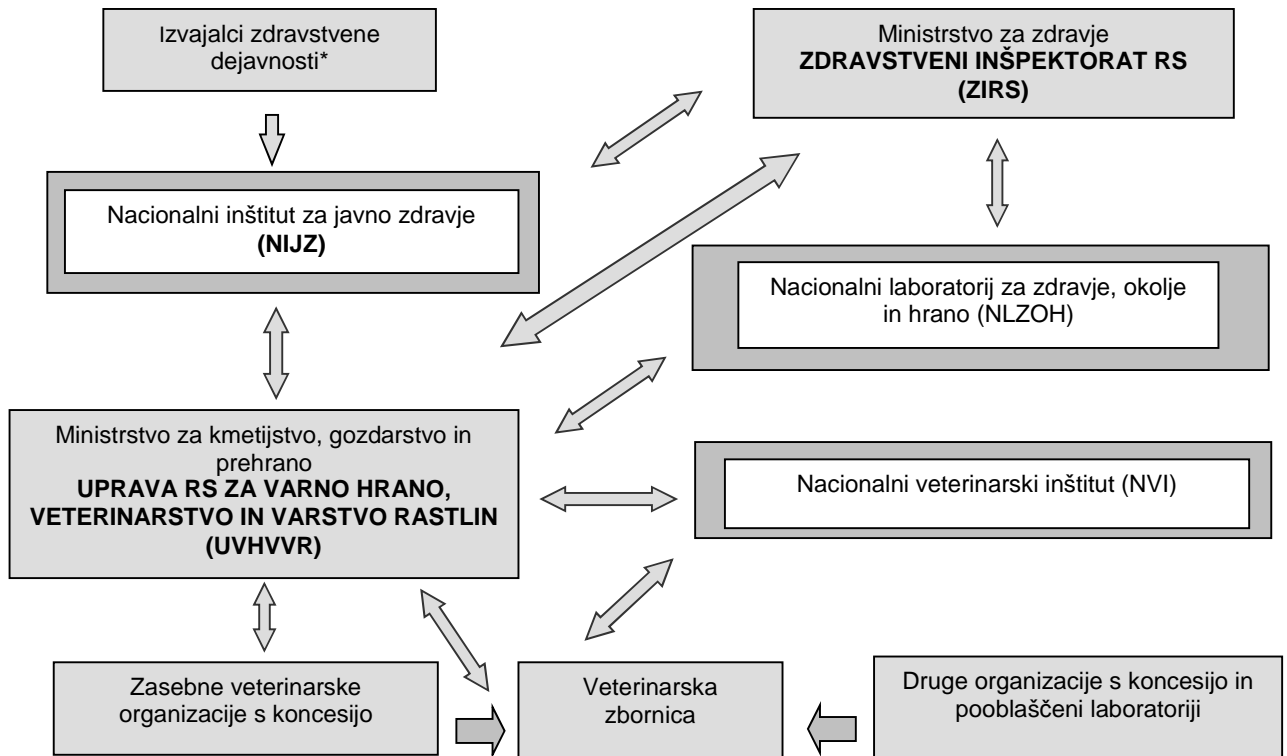 Izvajalci zdravstvene
dejavnosti*
Ministrstvo za zdravje
ZDRAVSTVENI INŠPEKTORAT RS
(ZIRS)
Nacionalni inštitut za javno zdravje
(NIJZ)
Nacionalni laboratorij za zdravje, okolje
in hrano (NLZOH)
Ministrstvo za kmetijstvo, gozdarstvo in
prehrano
UPRAVA RS ZA VARNO HRANO,
VETERINARSTVO IN VARSTVO RASTLIN
(UVHVVR)
Nacionalni veterinarski inštitut (NVI)
Zasebne veterinarske
organizacije s koncesijo
Veterinarska
zbornica
Druge organizacije s koncesijo in
pooblaščeni laboratoriji